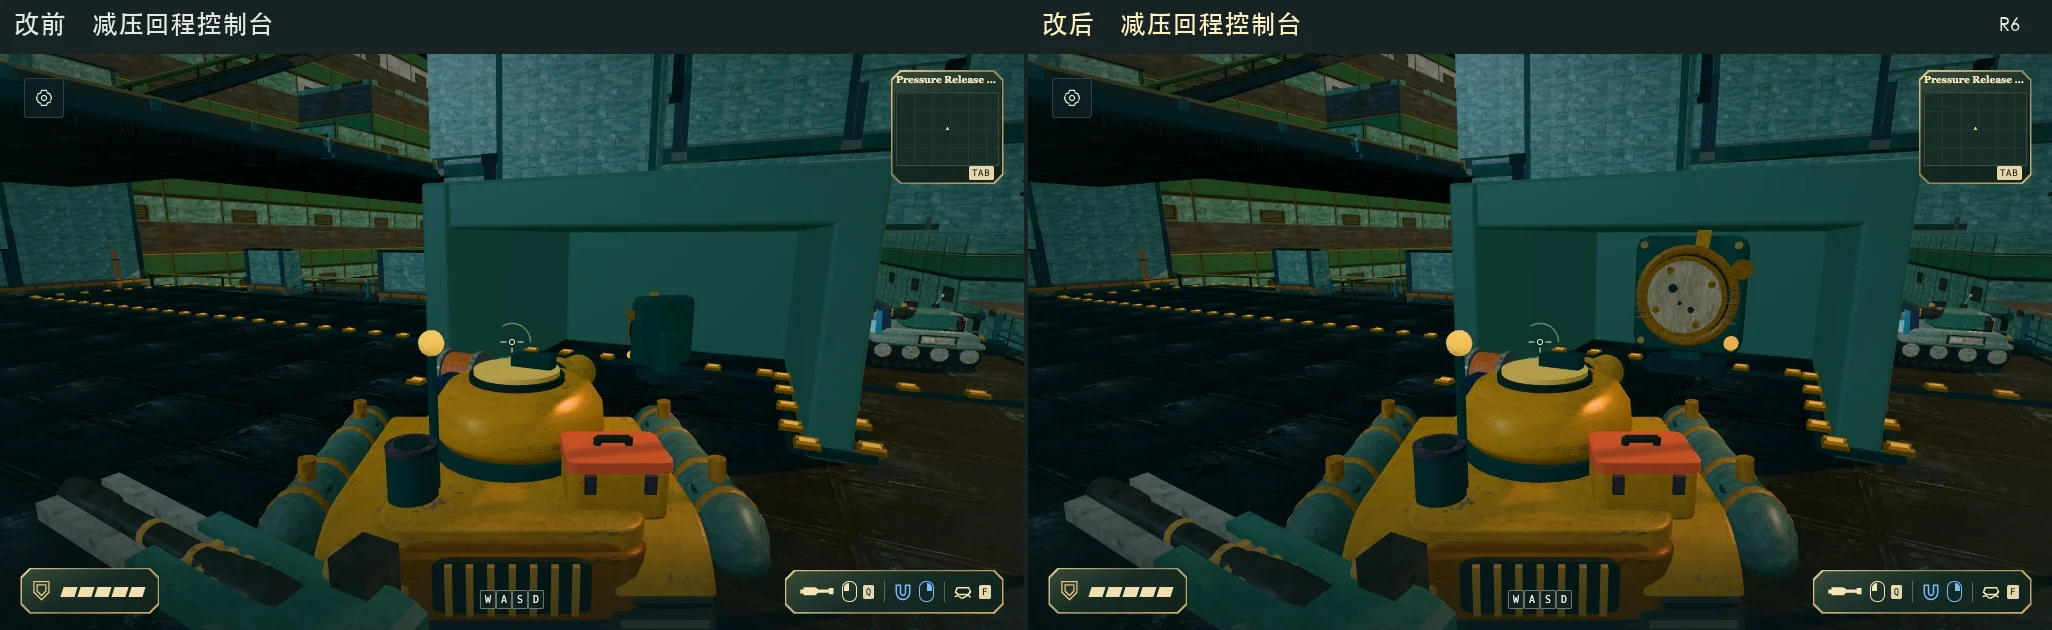 改前 减压回程控制台
改后 减压回程控制台
R6
Pressure Release ...
TAB
W A S D
Q
F
Pressure Release ...
TAB
W A S D
Q
F